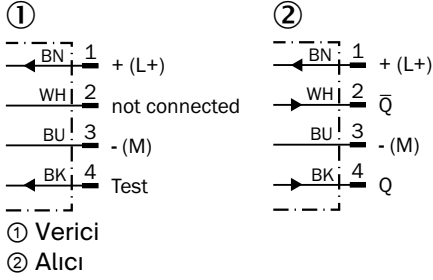 ① ②
BN 1 + (L+) BN 1 + (L+)
WH 2 not connected WH 2 Q̅
BU 3 - (M) BU 3 - (M)
BK 4 Test BK 4 Q
① Verici
② Alıcı